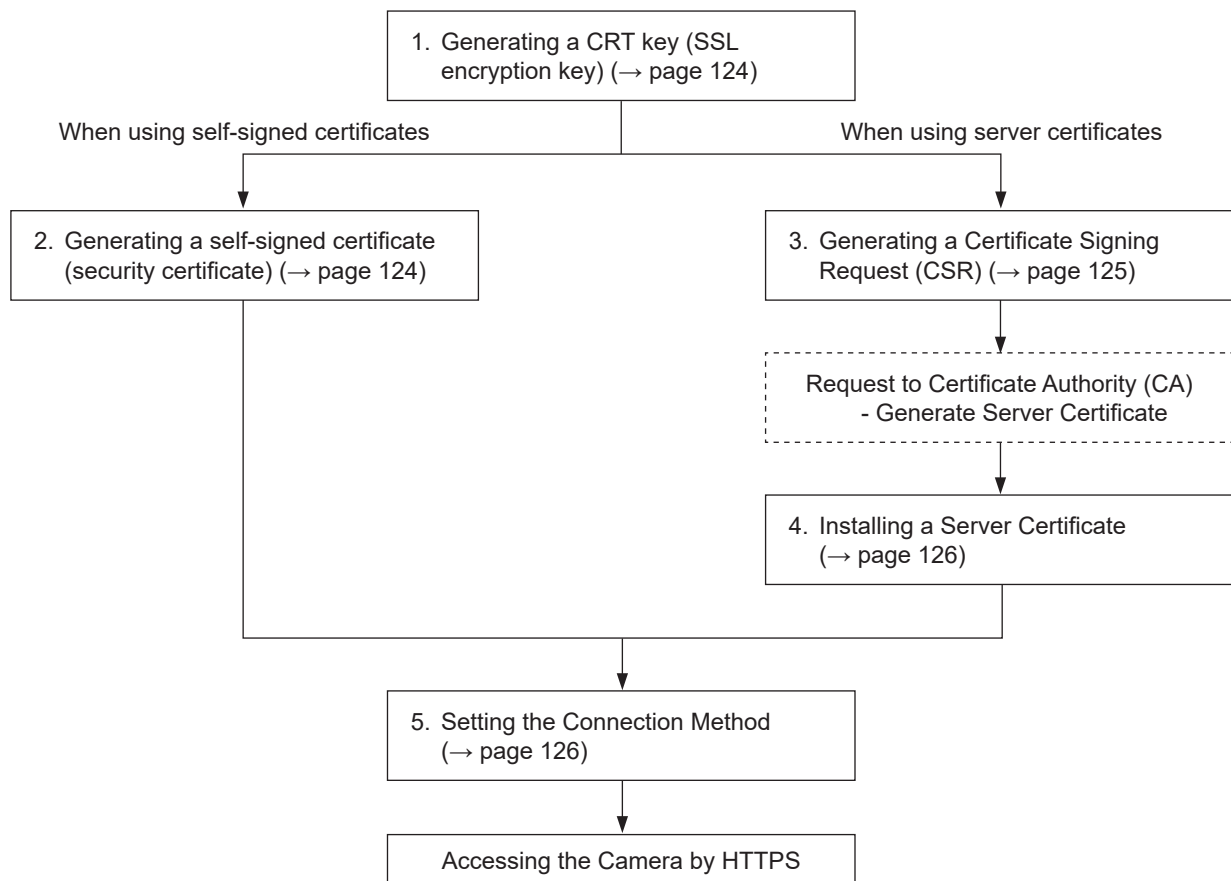 1. Generating a CRT key (SSL
encryption key) (→ page 124)
When using self-signed certificates
When using server certificates
2. Generating a self-signed certificate
(security certificate) (→ page 124)
3. Generating a Certificate Signing
Request (CSR) (→ page 125)
Request to Certificate Authority (CA)
- Generate Server Certificate
4. Installing a Server Certificate
(→ page 126)
5. Setting the Connection Method
(→ page 126)
Accessing the Camera by HTTPS